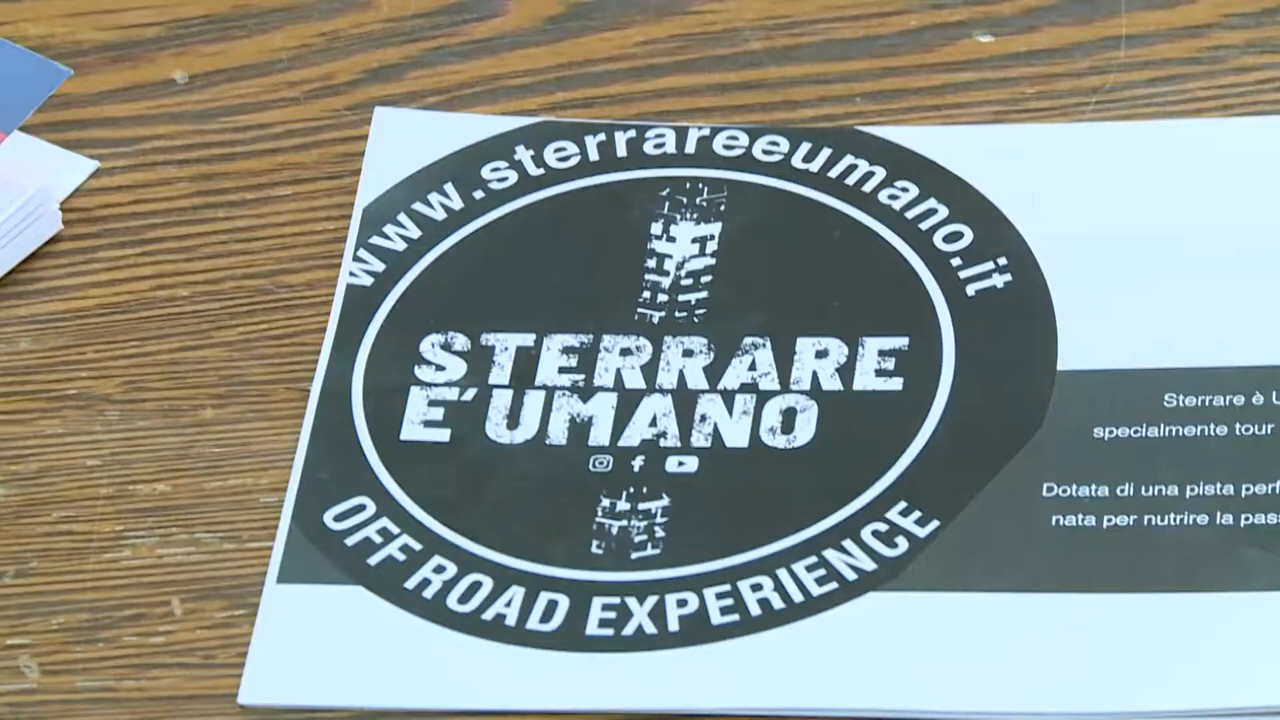 www.sterrareeumano.it
STERRARE
E'UMANO
OFF ROAD EXPERIENCE
Sterrare è
specialmente tour
Dotata di una pista
nata per nutrire la